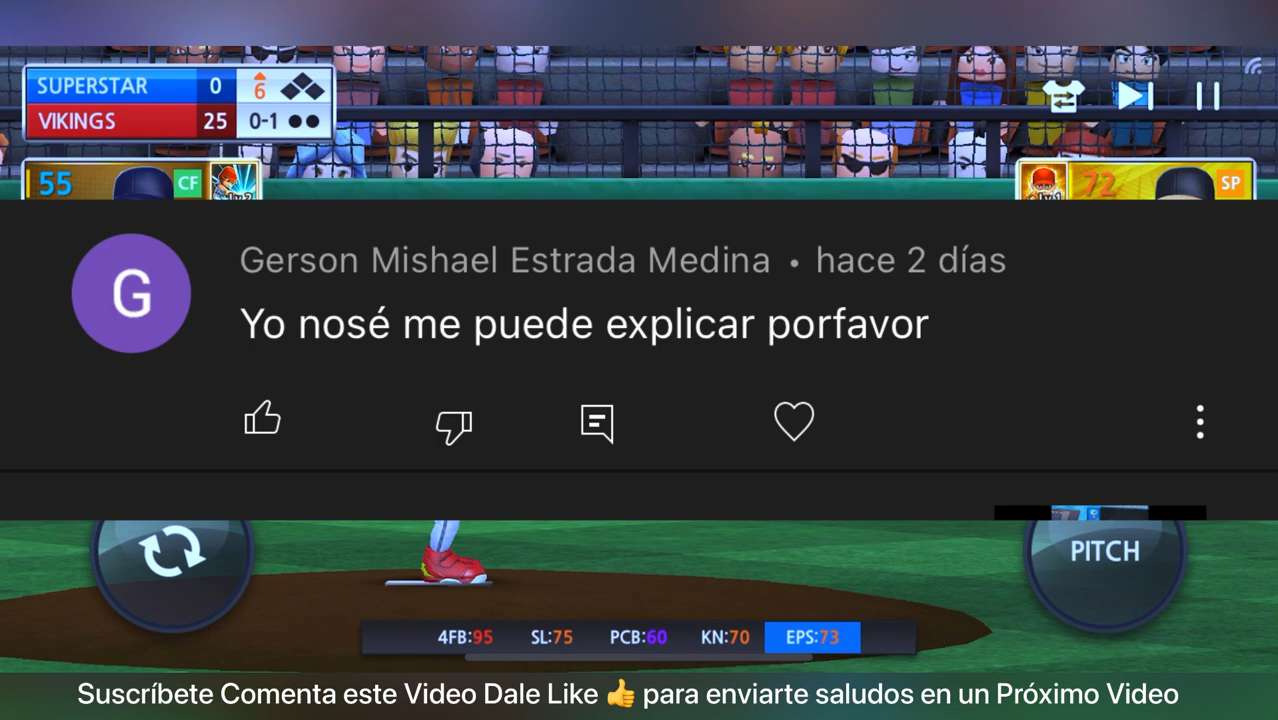 SUPERSTAR 0 6
VIKINGS 25 0-1
55 CF
72 SP
G
Gerson Mishael Estrada Medina • hace 2 días
Yo nosé me puede explicar porfavor
PITCH
4FB:95 SL:75 PCB:60 KN:70 EPS:73
Suscríbete Comenta este Video Dale Like 👍 para enviarte saludos en un Próximo Video